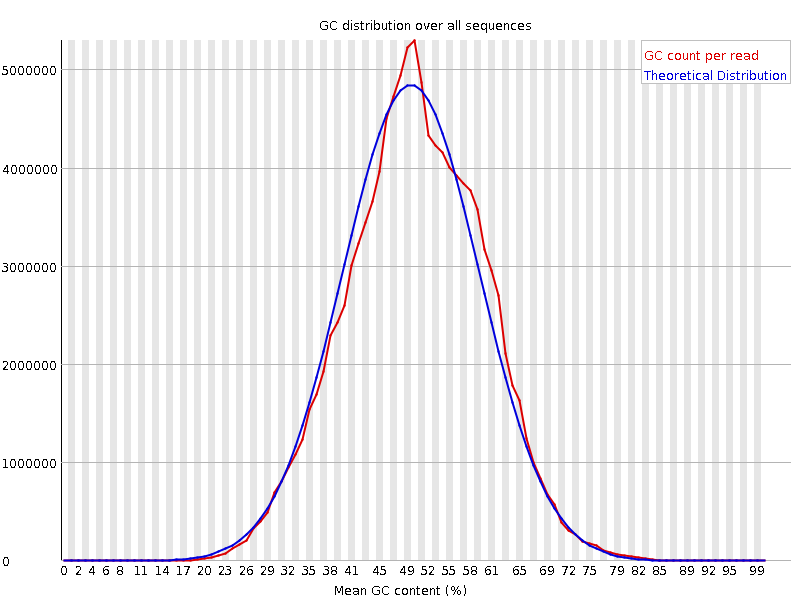 GC distribution over all sequences
GC count per read
Theoretical Distribution
5000000
4000000
3000000
2000000
1000000
0
0 2 4 6 8 11 14 17 20 23 26 29 32 35 38 41 45 49 52 55 58 61 65 69 72 75 79 82 85 89 92 95 99
Mean GC content (%)